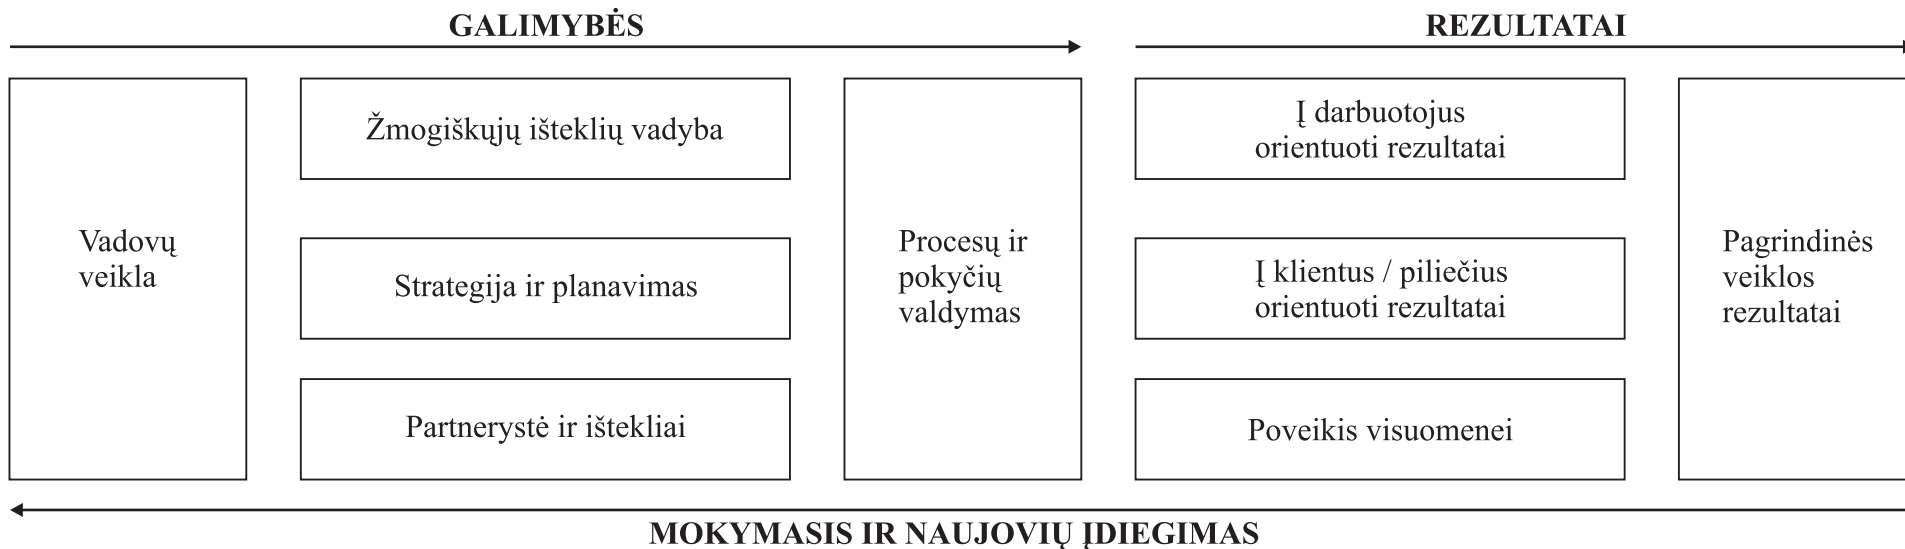 GALIMYBĖS
REZULTATAI
Vadovų
veikla
Žmogiškųjų išteklių vadyba
Strategija ir planavimas
Partnerystė ir ištekliai
Procesų ir
pokyčių
valdymas
Į darbuotojus
orientuoti rezultatai
Į klientus / piliečius
orientuoti rezultatai
Poveikis visuomenei
Pagrindinės
veiklos
rezultatai
MOKYMASIS IR NAUJOVIŲ ĮDIEGIMAS